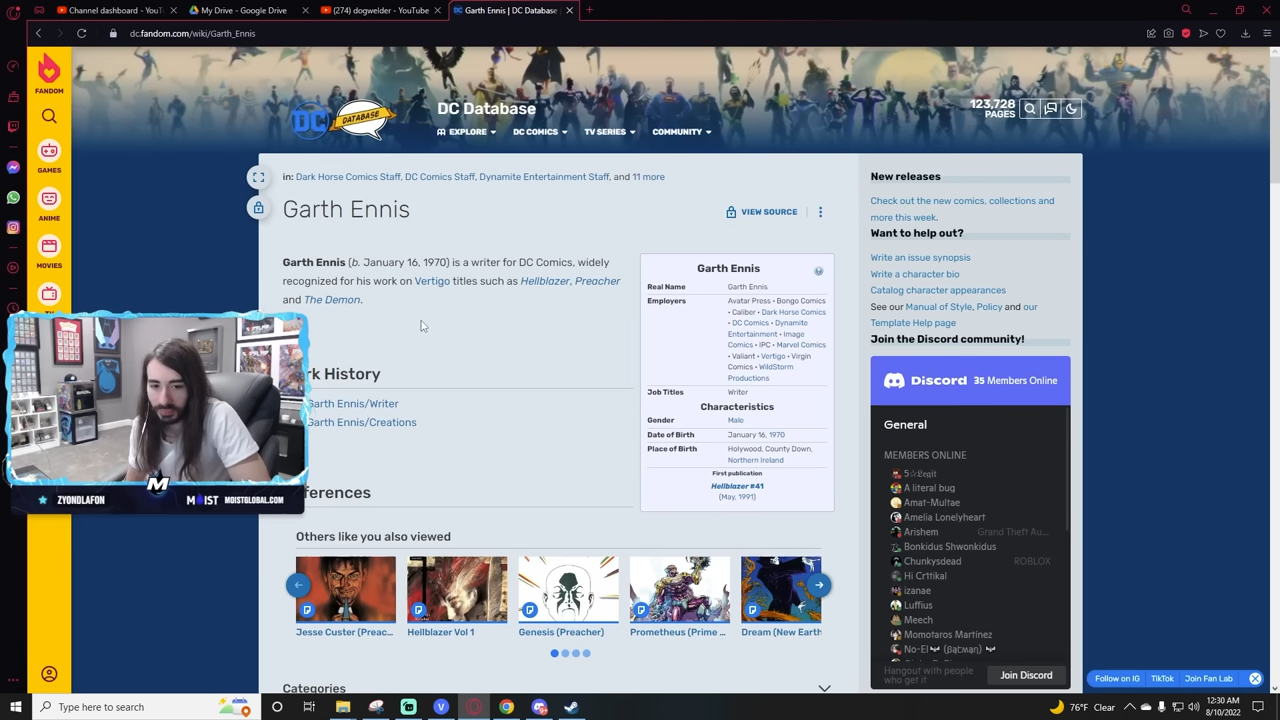 Channel dashboard - YouTu
My Drive - Google Drive
(274) dogwelder - YouTube
Garth Ennis | DC Database |
dc.fandom.com/wiki/Garth_Ennis
FANDOM
GAMES
ANIME
MOVIES
TV
DC DATABASE
DC Database
123,728
PAGES
EXPLORE
DC COMICS
TV SERIES
COMMUNITY
in: Dark Horse Comics Staff, DC Comics Staff, Dynamite Entertainment Staff, and 11 more
Garth Ennis
VIEW SOURCE
Garth Ennis (b. January 16, 1970) is a writer for DC Comics, widely
recognized for his work on Vertigo titles such as Hellblazer, Preacher
and The Demon.
rk History
Garth Ennis/Writer
Garth Ennis/Creations
ferences
Garth Ennis
Real Name Garth Ennis
Employers Avatar Press • Bongo Comics
• Caliber • Dark Horse Comics
• DC Comics • Dynamite
Entertainment • Image
Comics • IPC • Marvel Comics
• Valiant • Vertigo • Virgin
Comics • WildStorm
Productions
Job Titles Writer
Characteristics
Gender Male
Date of Birth January 16, 1970
Place of Birth Holywood, County Down,
Northern Ireland
First publication
Hellblazer #41
(May, 1991)
Others like you also viewed
Jesse Custer (Preac...
Hellblazer Vol 1
Genesis (Preacher)
Prometheus (Prime ...
Dream (New Earth
Categories
New releases
Check out the new comics, collections and
more this week.
Want to help out?
Write an issue synopsis
Write a character bio
Catalog character appearances
See our Manual of Style, Policy and our
Template Help page
Join the Discord community!
Discord 35 Members Online
General
MEMBERS ONLINE
A literal bug
Amat-Multae
Amelia Lonelyheart
Arishem Grand Theft Au...
Bonkidus Shwonkidus
Chunkysdead ROBLOX
Hi Cr1tikal
izanae
Luffius
Meech
Momotaros Martinez
Hangout with people
who get it
Join Discord
ZYONDLAFON
M
MOIST
MOISTGLOBAL.COM
Follow on IG
TikTok
Join Fan Lab
Type here to search
76°F Clear
12:30 AM
8/10/2022